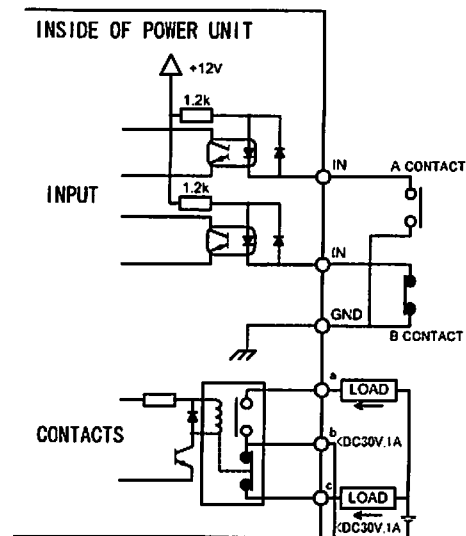 INSIDE OF POWER UNIT
+12V
1.2k
IN
A CONTACT
INPUT
1.2k
IN
GND
B CONTACT
a
LOAD
CONTACTS
b
<DC30V,1A
c
LOAD
<DC30V,1A